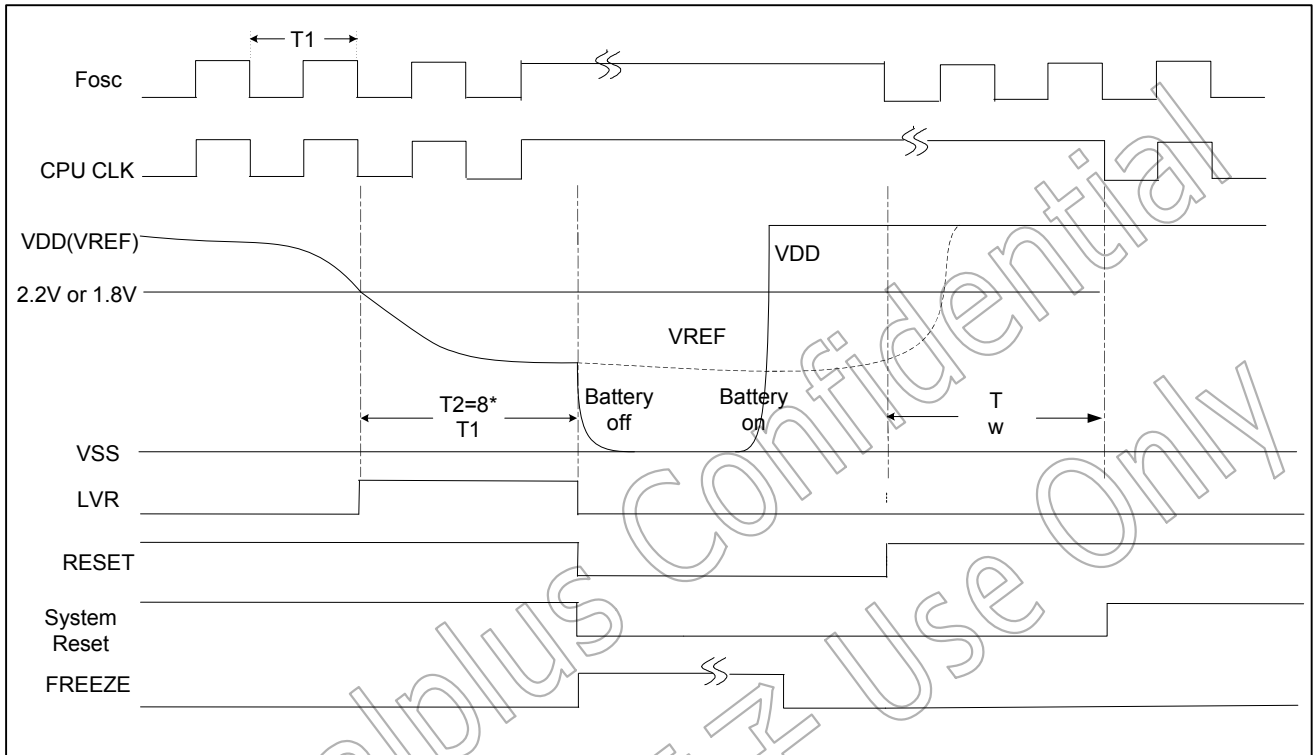 T1
Fosc
CPU CLK
VDD(VREF)
VDD
2.2V or 1.8V
VREF
T2=8*
T1
Battery
off
Battery
on
T
w
VSS
LVR
RESET
System
Reset
FREEZE
Confidential
Use Only